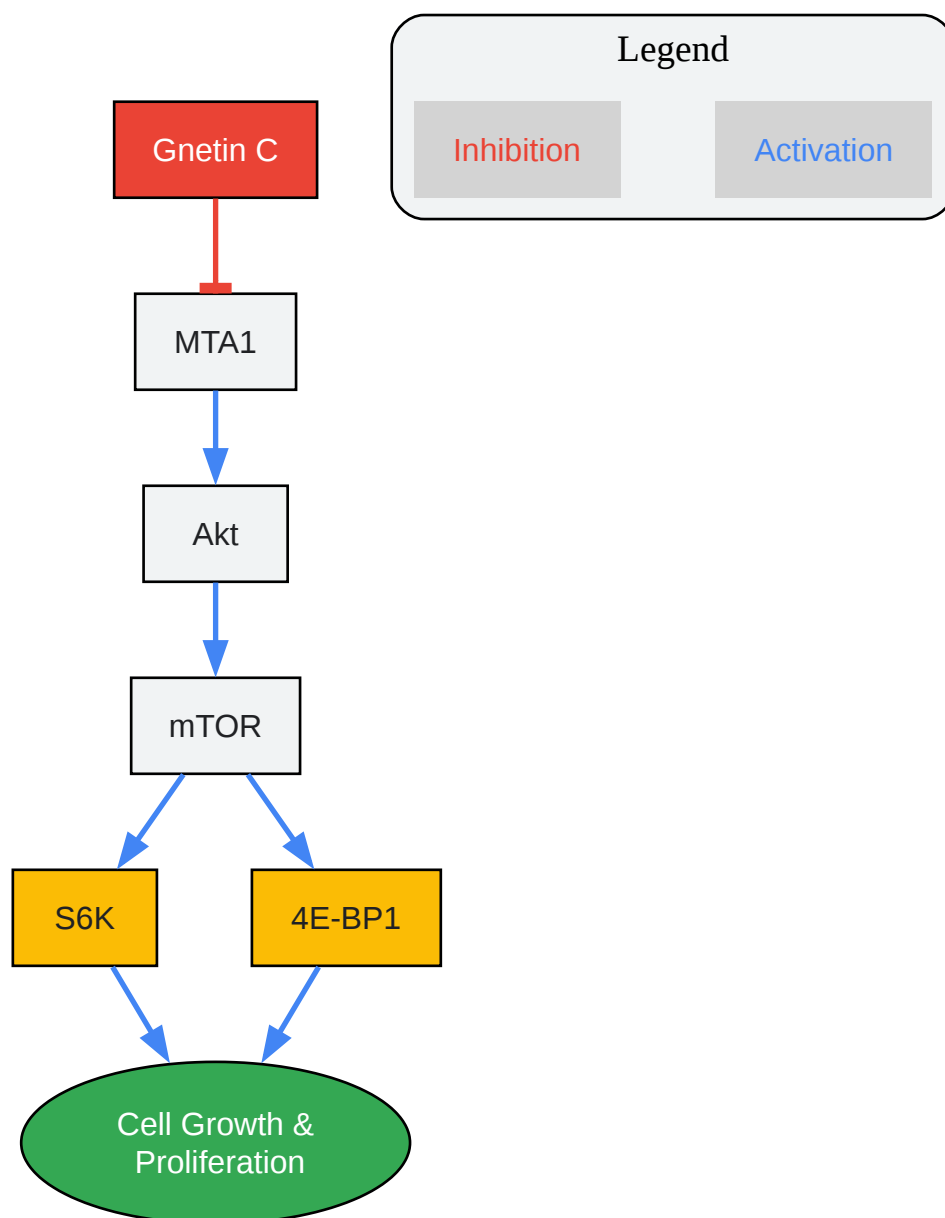 Legend
Gnetin C
Inhibition
Activation
MTA1
Akt
mTOR
S6K
4E-BP1
Cell Growth &
Proliferation